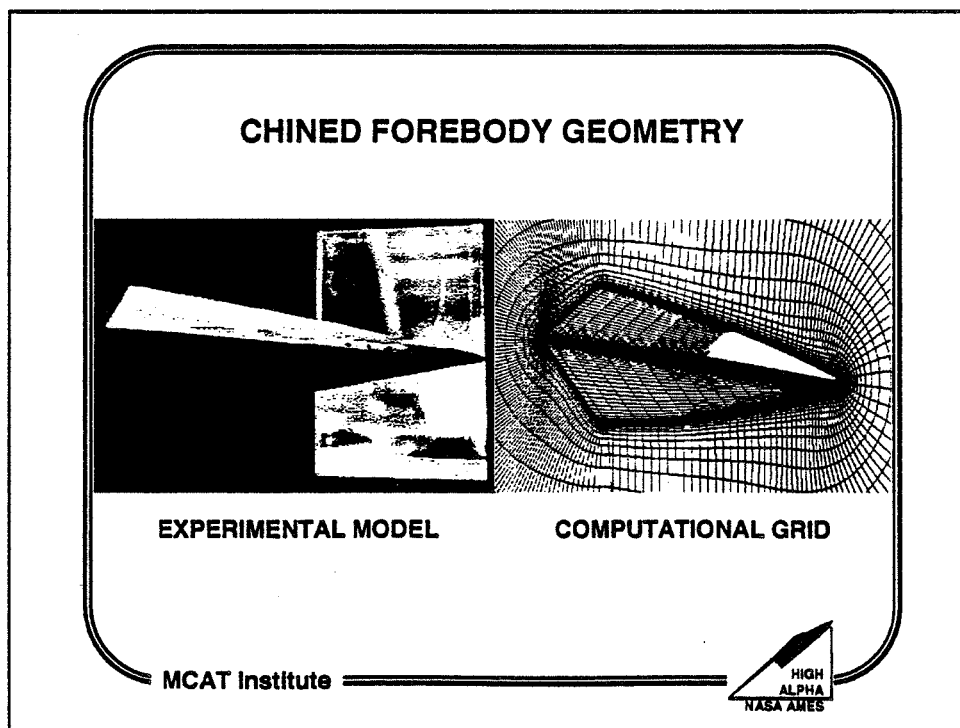 CHINED FOREBODY GEOMETRY
EXPERIMENTAL MODEL
COMPUTATIONAL GRID
MCAT Institute
HIGH
ALPHA
NASA AMES